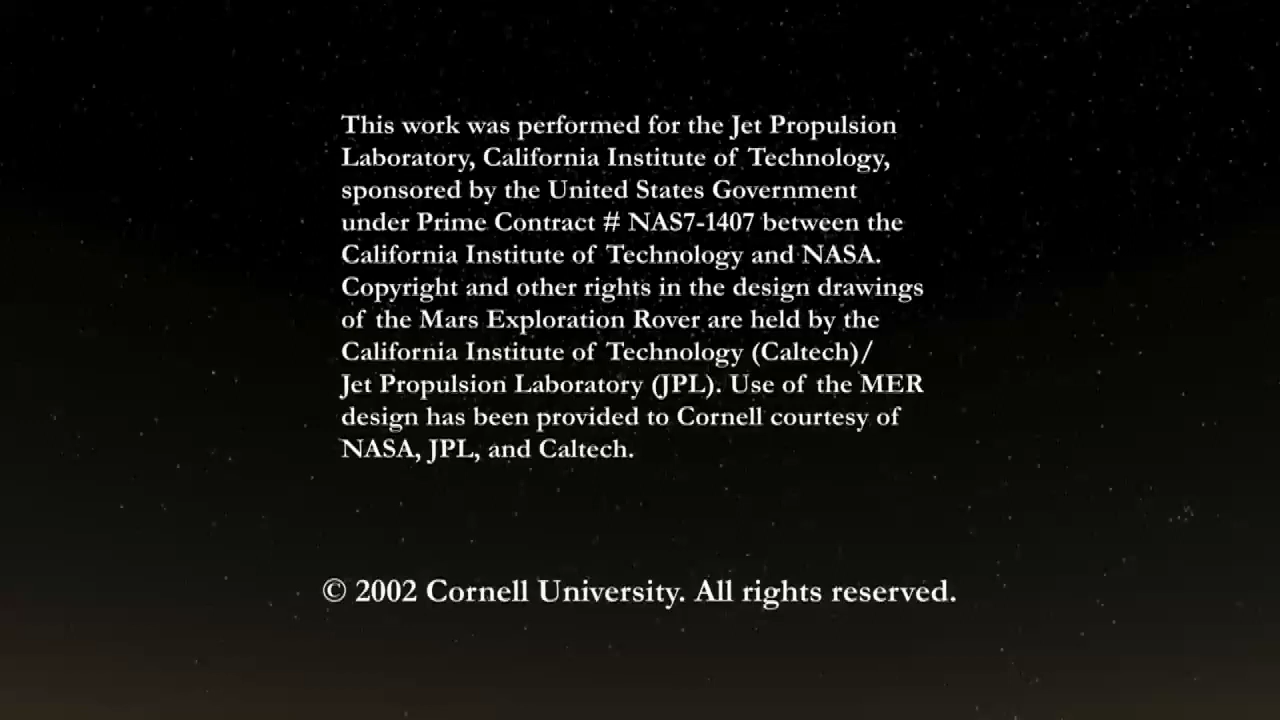 This work was performed for the Jet Propulsion
Laboratory, California Institute of Technology,
sponsored by the United States Government
under Prime Contract # NAS7-1407 between the
California Institute of Technology and NASA.
Copyright and other rights in the design drawings
of the Mars Exploration Rover are held by the
California Institute of Technology (Caltech)/
Jet Propulsion Laboratory (JPL). Use of the MER
design has been provided to Cornell courtesy of
NASA, JPL, and Caltech.
© 2002 Cornell University. All rights reserved.